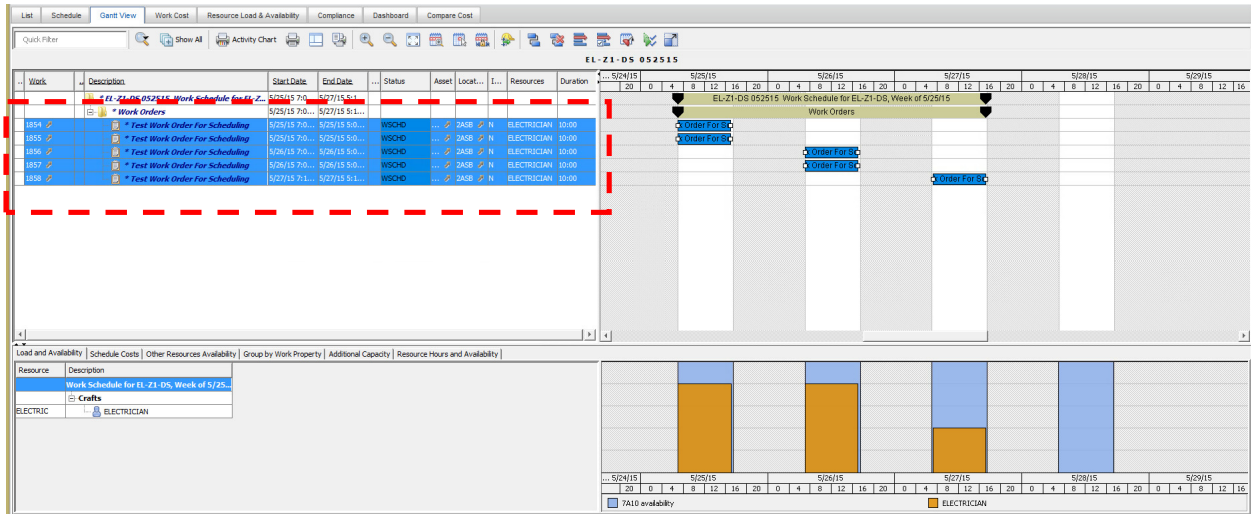 List Schedule Gantt View Work Cost Resource Load & Availability Compliance Dashboard Compare Cost
Quick Filter Show All Activity Chart
EL-Z1-DS 052515
.. Work .. Description Start Date End Date ... Status Asset Locat... I... Resources Duration
... 5/24/15 5/25/15 5/26/15 5/27/15 5/28/15 5/29/15
20 0 4 8 12 16 20 0 4 8 12 16 20 0 4 8 12 16 20 0 4 8 12 16 20 0 4 8 12 16
* EL-Z1-DS 052515 Work Schedule for EL-Z... 5/25/15 7:0... 5/27/15 5:1...
EL-Z1-DS 052515 Work Schedule for EL-Z1-DS, Week of 5/25/15
* Work Orders 5/25/15 7:0... 5/27/15 5:1...
Work Orders
1854 * Test Work Order For Scheduling 5/25/15 7:0... 5/25/15 5:0... WSCHD ... 2ASB N ELECTRICIAN 10:00
Order For
1855 * Test Work Order For Scheduling 5/25/15 7:0... 5/25/15 5:0... WSCHD ... 2ASB N ELECTRICIAN 10:00
Order For
1856 * Test Work Order For Scheduling 5/26/15 7:0... 5/26/15 5:0... WSCHD ... 2ASB N ELECTRICIAN 10:00
Order For
1857 * Test Work Order For Scheduling 5/26/15 7:0... 5/26/15 5:0... WSCHD ... 2ASB N ELECTRICIAN 10:00
Order For
1858 * Test Work Order For Scheduling 5/27/15 7:1... 5/27/15 5:1... WSCHD ... 2ASB N ELECTRICIAN 10:00
Order For
Load and Availability Schedule Costs Other Resources Availability Group by Work Property Additional Capacity Resource Hours and Availability
Resource Description
Work Schedule for EL-Z1-DS, Week of 5/25...
Crafts
ELECTRIC ELECTRICIAN
... 5/24/15 5/25/15 5/26/15 5/27/15 5/28/15 5/29/15
20 0 4 8 12 16 20 0 4 8 12 16 20 0 4 8 12 16 20 0 4 8 12 16 20 0 4 8 12 16
7A10 availability ELECTRICIAN